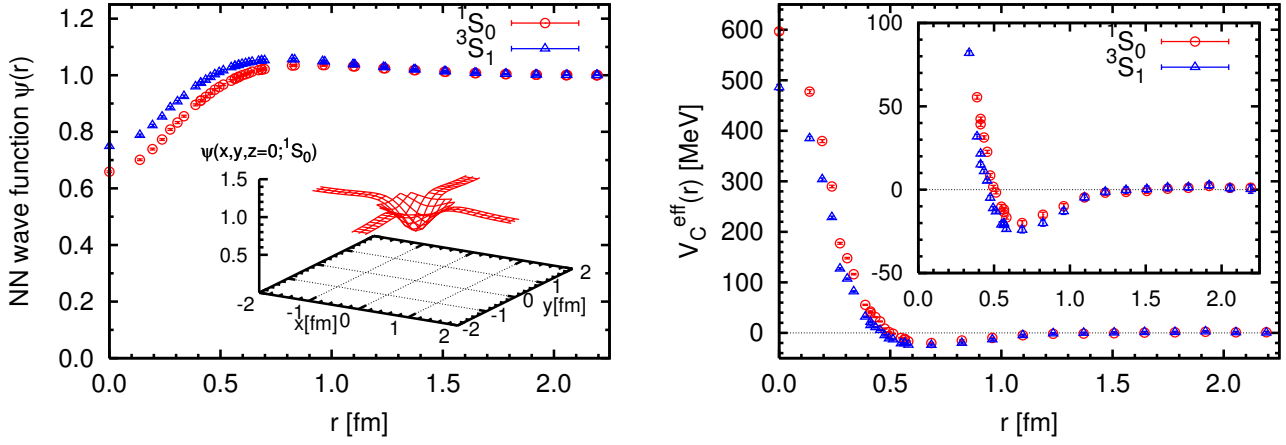 NN wave function ψ(r)
1.2
1.0
0.8
0.6
0.4
0.2
0.0
0.0 0.5 1.0 1.5 2.0
r [fm]
¹S₀
³S₁
ψ(x,y,z=0;¹S₀)
1.5
1.0
0.5
-2 -1 0 1 2
x[fm]
-2 -1 0 1 2
y[fm]
V_C^eff(r) [MeV]
600
500
400
300
200
100
0
0.0 0.5 1.0 1.5 2.0
r [fm]
100
50
0
-50
0.0 0.5 1.0 1.5 2.0
¹S₀
³S₁